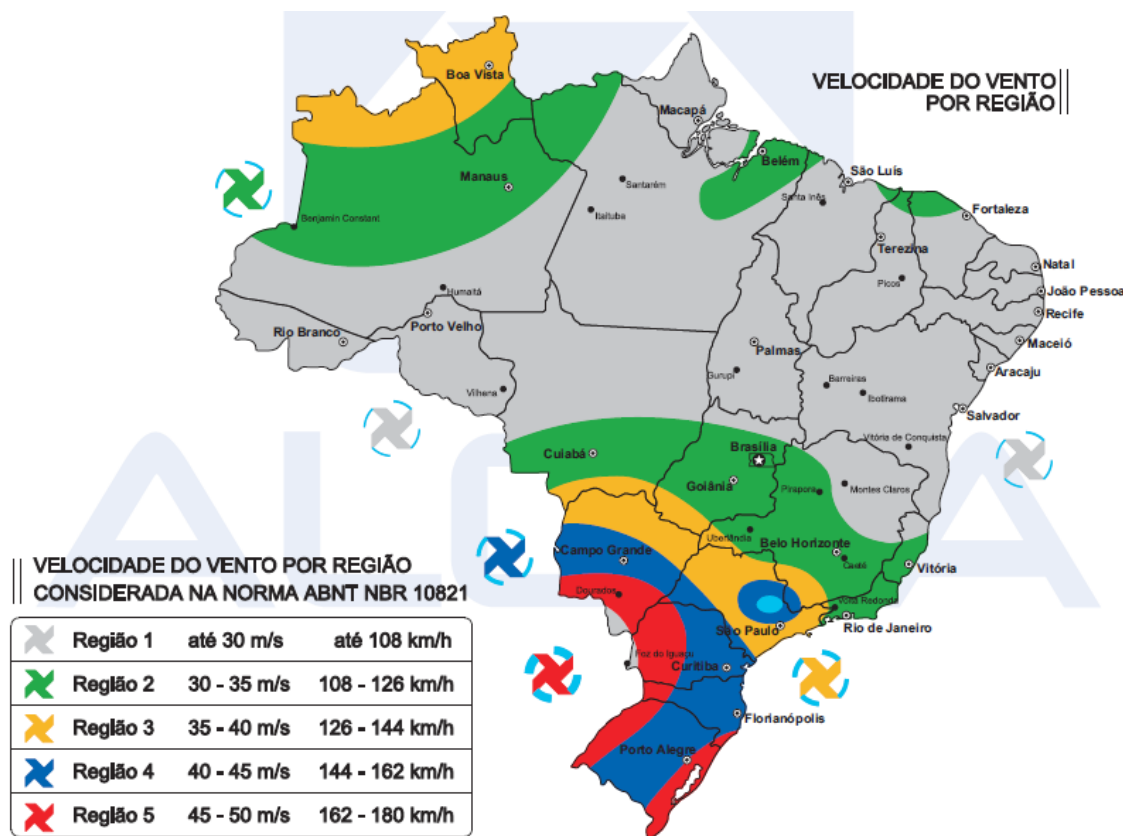 VELOCIDADE DO VENTO
POR REGIÃO
Boa Vista
Macapá
Belém
São Luís
Manaus
Santarém
Santa Inês
Itaituba
Fortaleza
Benjamin Constant
Terezina
Natal
Picos
Humaitá
João Pessoa
Porto Velho
Recife
Rio Branco
Palmas
Maceió
Gurupi
Aracaju
Barreiras
Vilhena
Ibotirama
Salvador
Vitória de Conquista
Brasília
Cuiabá
Goiânia
Pirapora
Montes Claros
Uberlândia
Belo Horizonte
Campo Grande
Caeté
Vitória
Dourados
Volta Redonda
São Paulo
Rio de Janeiro
Foz do Iguaçu
Curitiba
Florianópolis
Porto Alegre
ALCOA
VELOCIDADE DO VENTO POR REGIÃO
CONSIDERADA NA NORMA ABNT NBR 10821
Região 1 até 30 m/s até 108 km/h
Região 2 30 - 35 m/s 108 - 126 km/h
Região 3 35 - 40 m/s 126 - 144 km/h
Região 4 40 - 45 m/s 144 - 162 km/h
Região 5 45 - 50 m/s 162 - 180 km/h